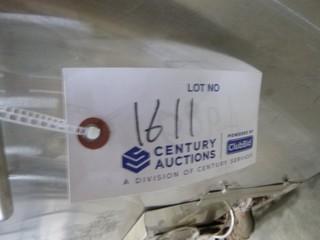 LOT NO
1611
CENTURY
AUCTIONS
POWERED BY
ClubBid
A DIVISION OF CENTURY SERVICES